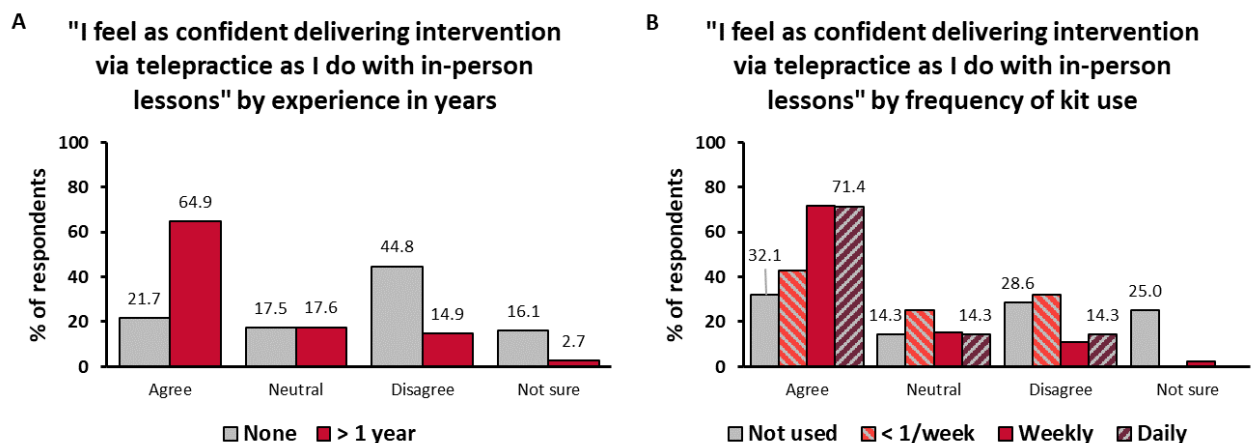 A
"I feel as confident delivering intervention
via telepractice as I do with in-person
lessons" by experience in years
% of respondents
100
80
60
40
20
0
21.7
64.9
17.5
17.6
44.8
14.9
16.1
2.7
Agree
Neutral
Disagree
Not sure
None
> 1 year
B
"I feel as confident delivering intervention
via telepractice as I do with in-person
lessons" by frequency of kit use
% of respondents
100
80
60
40
20
0
32.1
71.4
14.3
14.3
28.6
14.3
25.0
Agree
Neutral
Disagree
Not sure
Not used
< 1/week
Weekly
Daily